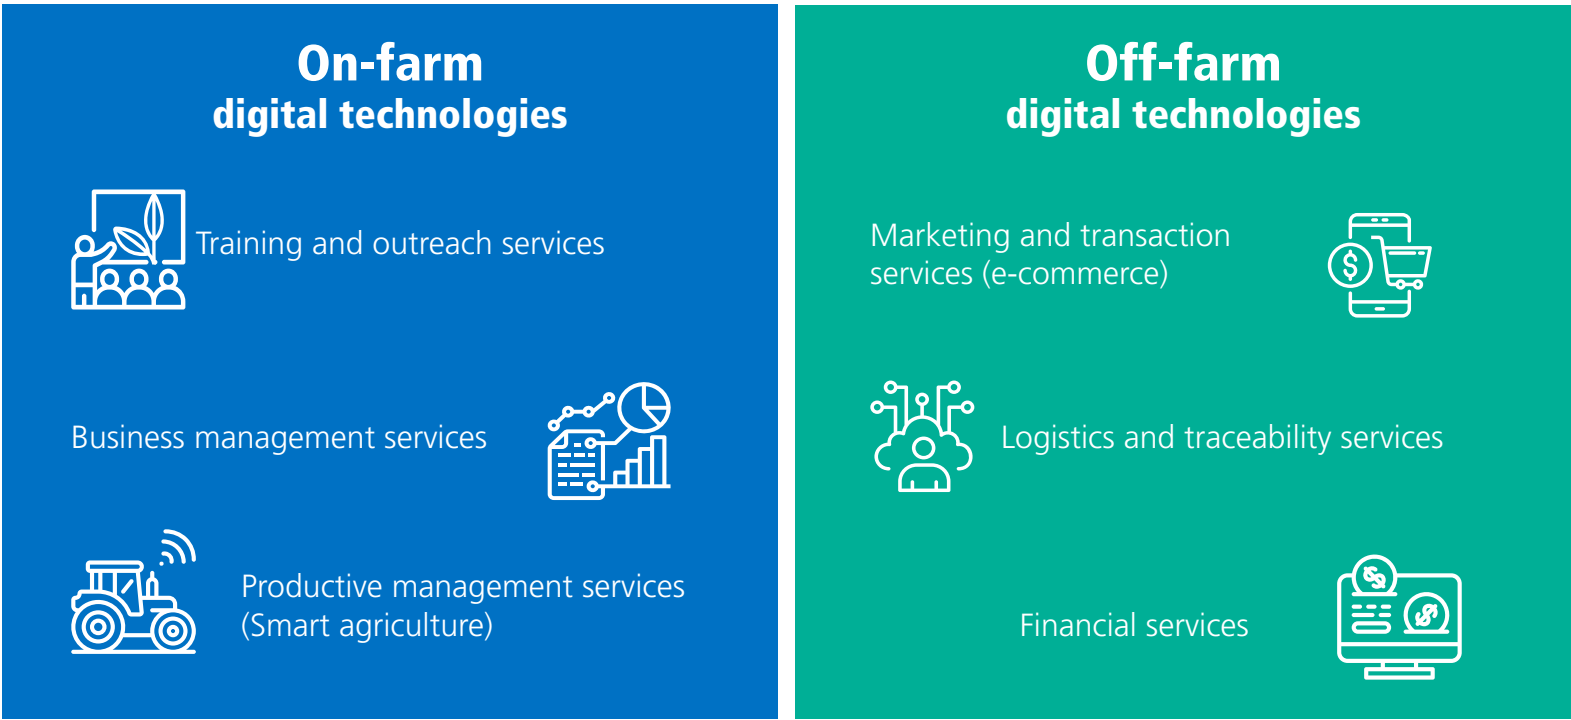 On-farm
digital technologies
Training and outreach services
Business management services
Productive management services
(Smart agriculture)
Off-farm
digital technologies
Marketing and transaction
services (e-commerce)
$
Logistics and traceability services
Financial services
$
$